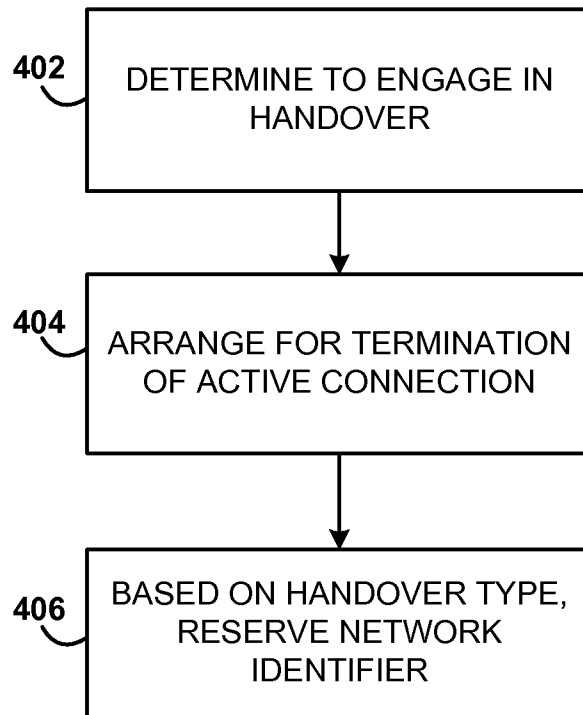 402
DETERMINE TO ENGAGE IN
HANDOVER
404
ARRANGE FOR TERMINATION
OF ACTIVE CONNECTION
406
BASED ON HANDOVER TYPE,
RESERVE NETWORK
IDENTIFIER